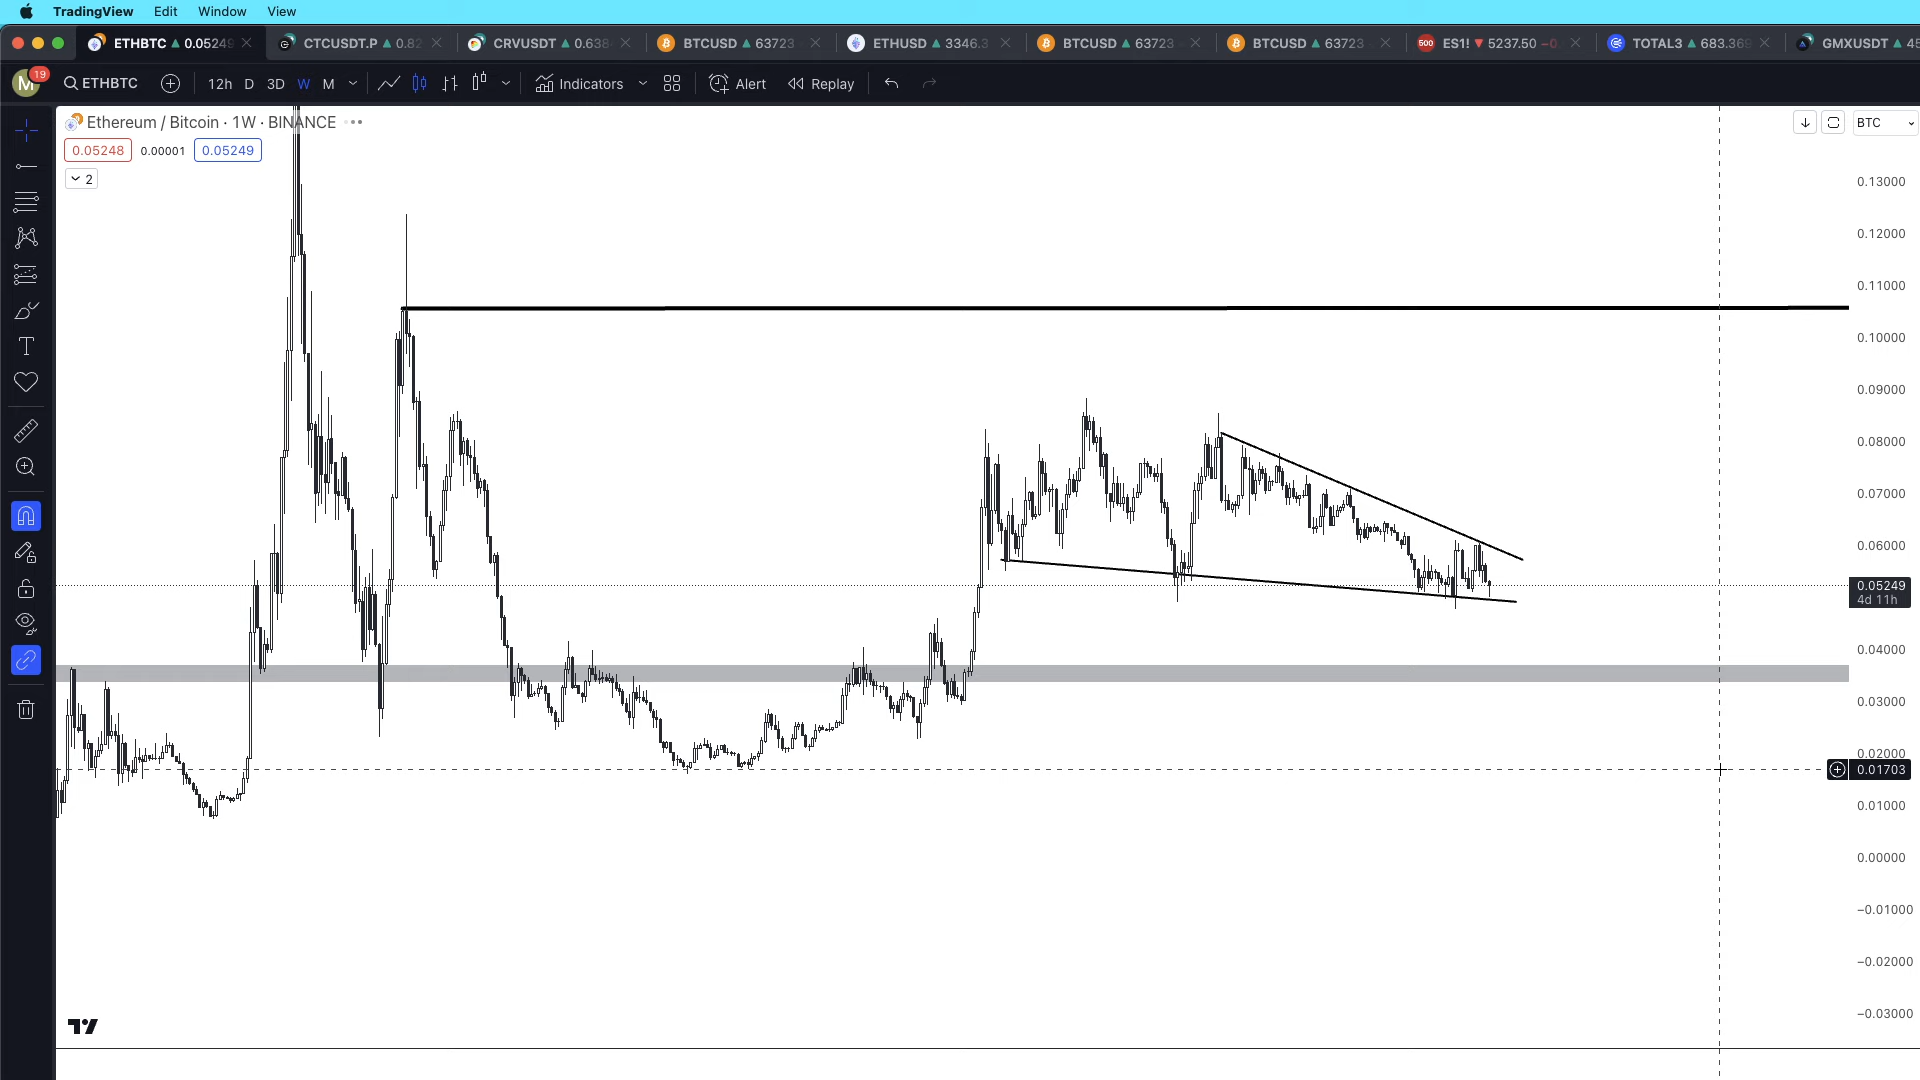 TradingView Edit Window View
ETHBTC ▲ 0.05249 CTCUSDT.P ▲ 0.82 CRVUSDT ▲ 0.638 BTCUSD ▲ 63723 ETHUSD ▲ 3346.3 BTCUSD ▲ 63723 BTCUSD ▲ 63723 500 ES1! ▼ 5237.50 −0 TOTAL3 ▲ 683.369 GMXUSDT ▲ 45
M 19 ETHBTC 12h D 3D W M Indicators Alert Replay
Ethereum / Bitcoin · 1W · BINANCE
BTC
0.05248 0.00001 0.05249
2
0.13000
0.12000
0.11000
0.10000
0.09000
0.08000
0.07000
0.06000
0.05249
4d 11h
0.04000
0.03000
0.02000
0.01703
0.01000
0.00000
−0.01000
−0.02000
−0.03000